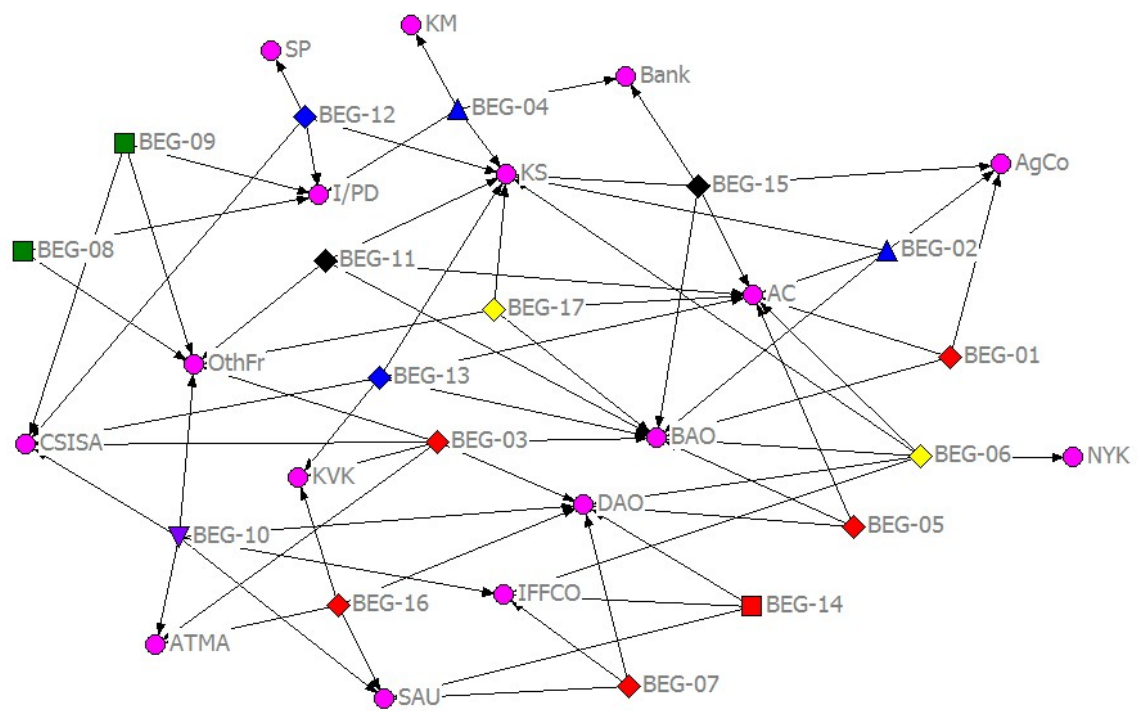 KM
SP
Bank
BEG-04
BEG-12
BEG-09
AgCo
KS
BEG-15
I/PD
BEG-08
BEG-02
BEG-11
AC
BEG-17
BEG-01
OthFr
BEG-13
BAO
BEG-03
CSISA
BEG-06
NYK
KVK
DAO
BEG-05
BEG-10
IFFCO
BEG-16
BEG-14
ATMA
BEG-07
SAU